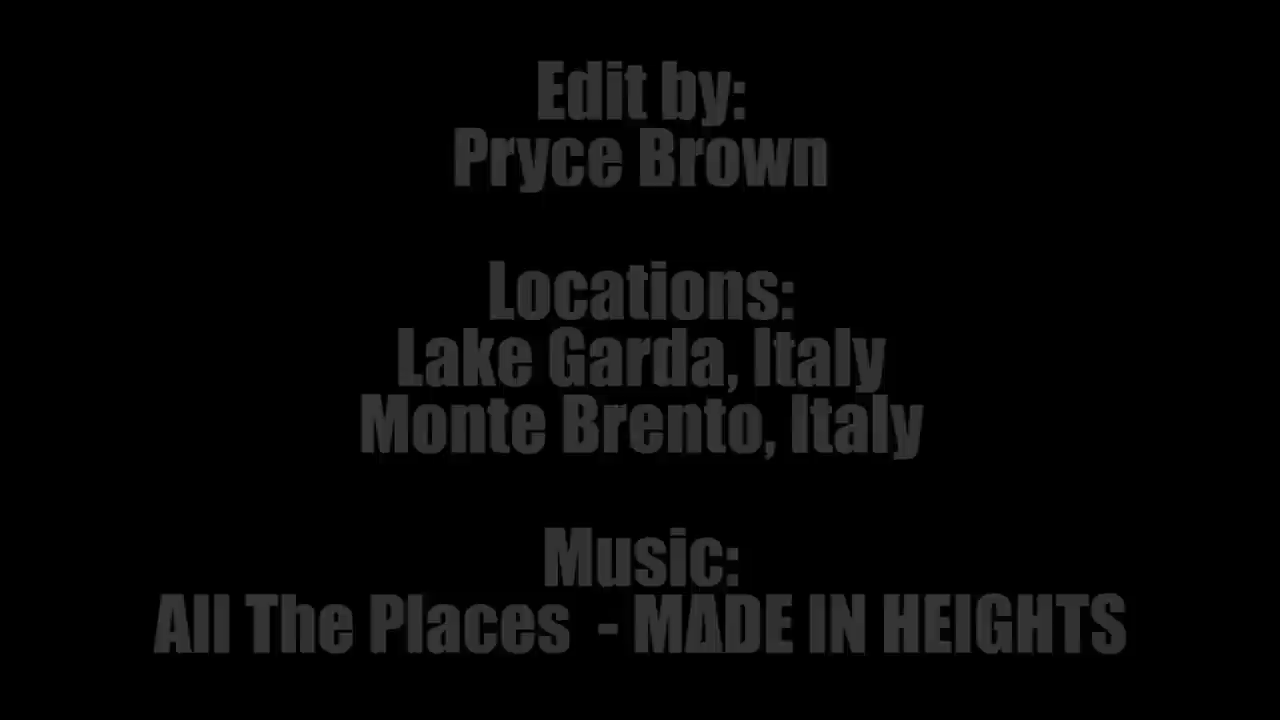 Edit by:
Pryce Brown
Locations:
Lake Garda, Italy
Monte Brento, Italy
Music:
All The Places - MΔDE IN HEIGHTS